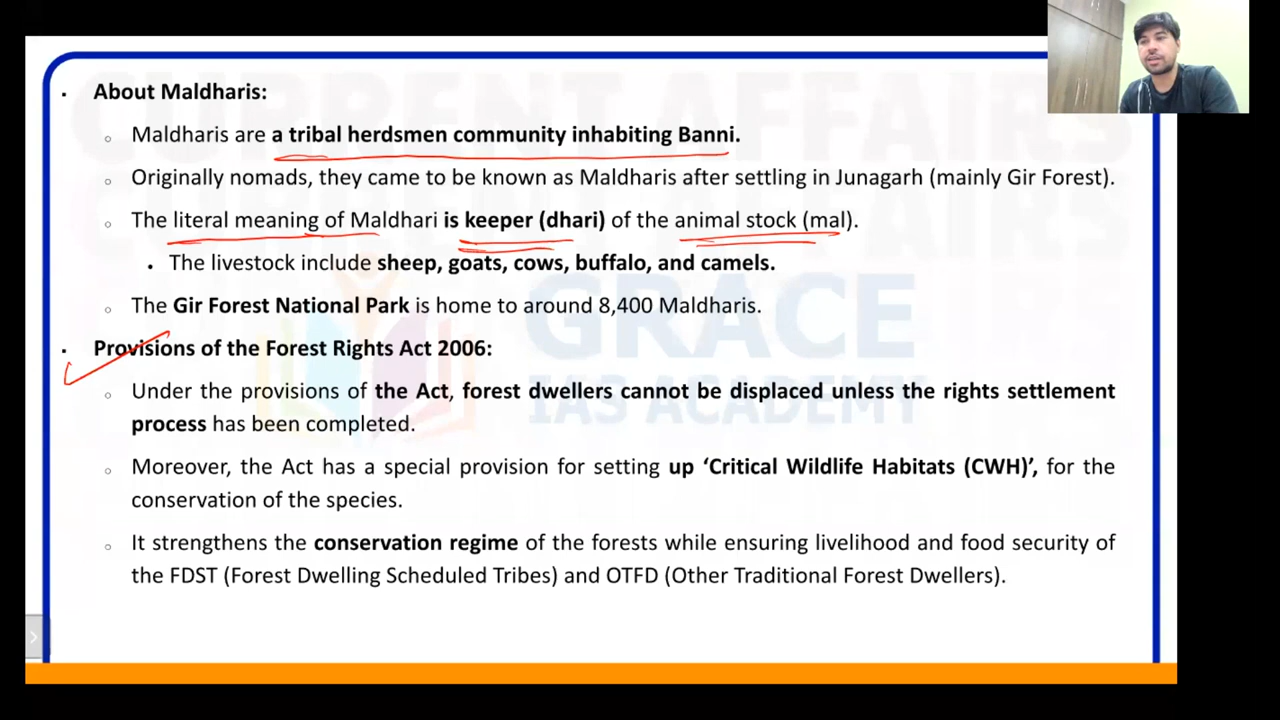 About Maldharis:
Maldharis are a tribal herdsmen community inhabiting Banni.
Originally nomads, they came to be known as Maldharis after settling in Junagarh (mainly Gir Forest).
The literal meaning of Maldhari is keeper (dhari) of the animal stock (mal).
The livestock include sheep, goats, cows, buffalo, and camels.
The Gir Forest National Park is home to around 8,400 Maldharis.
Provisions of the Forest Rights Act 2006:
Under the provisions of the Act, forest dwellers cannot be displaced unless the rights settlement
process has been completed.
Moreover, the Act has a special provision for setting up ‘Critical Wildlife Habitats (CWH)’, for the
conservation of the species.
It strengthens the conservation regime of the forests while ensuring livelihood and food security of
the FDST (Forest Dwelling Scheduled Tribes) and OTFD (Other Traditional Forest Dwellers).
CURRENT AFFAIRS
GRACE
IAS ACADEMY